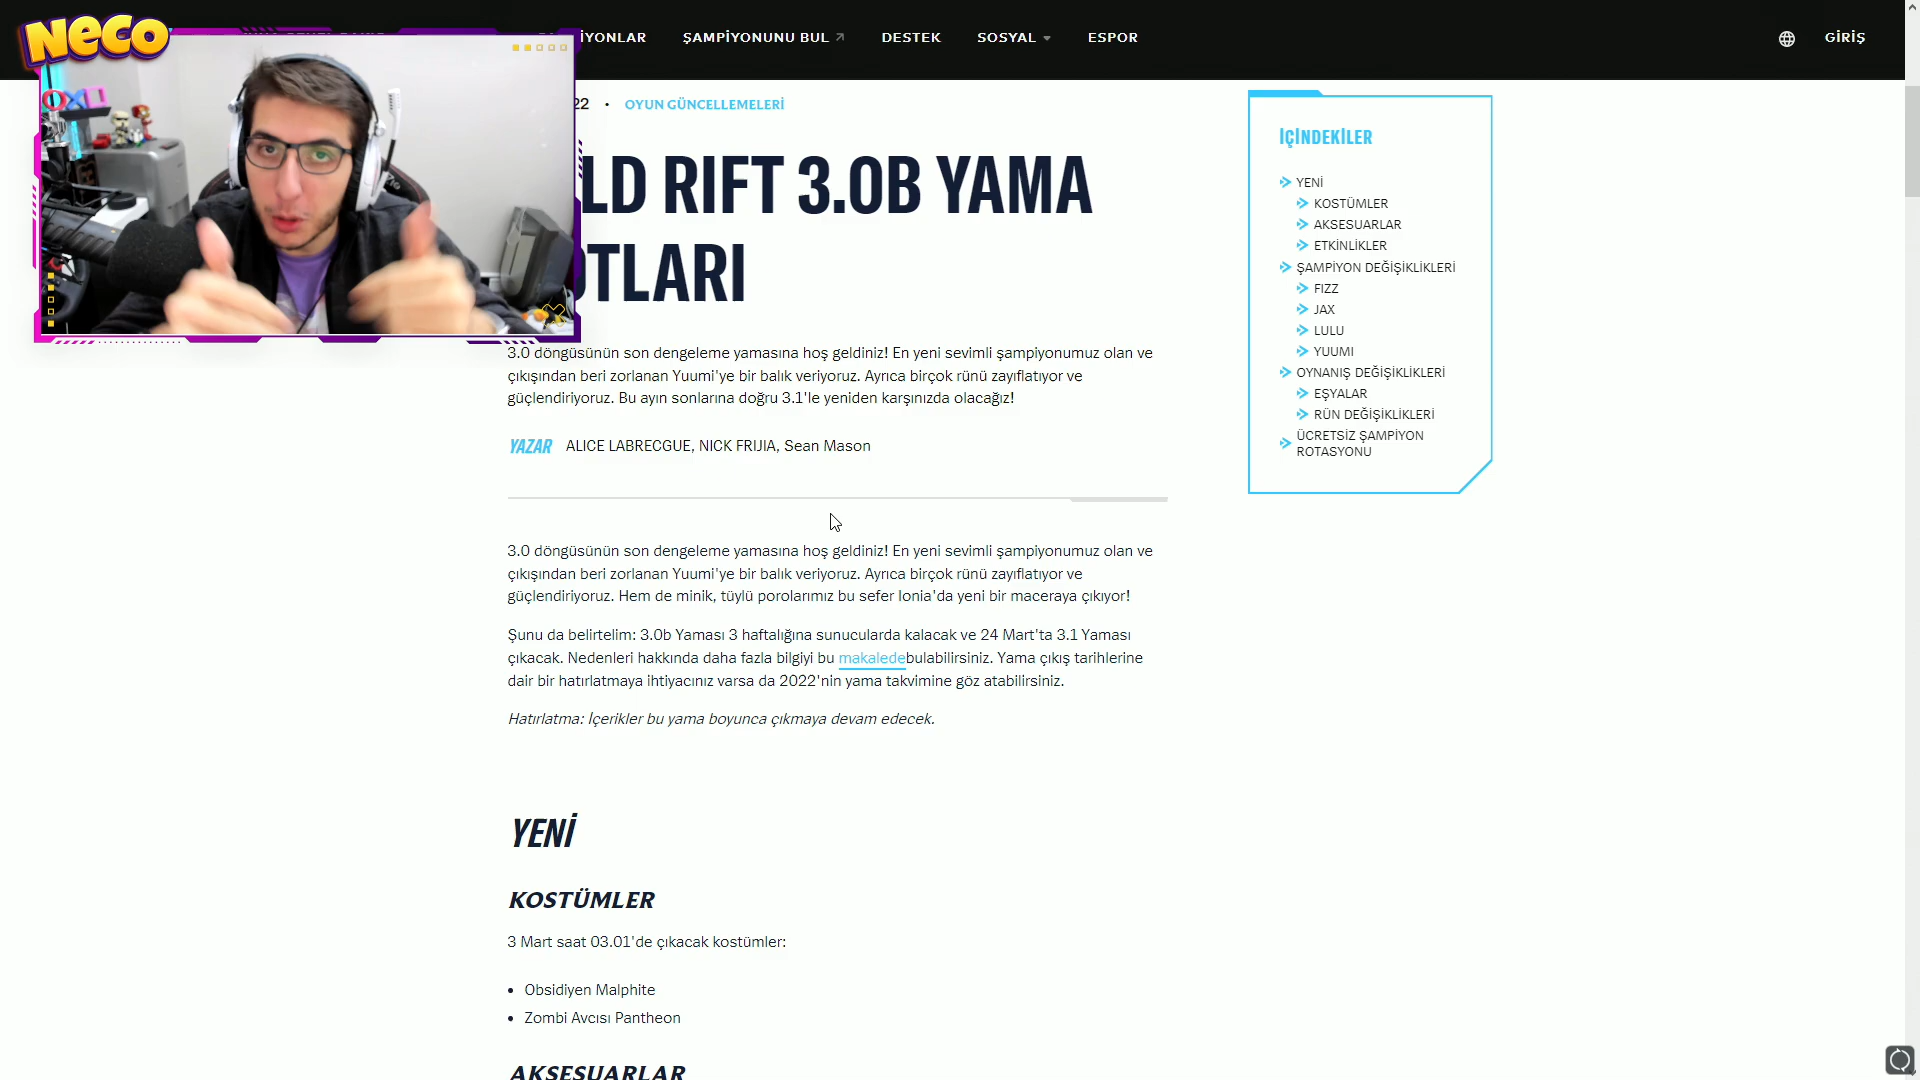 Neco
İYONLAR
ŞAMPİYONUNU BUL
DESTEK
SOSYAL
ESPOR
GİRİŞ
22 • OYUN GÜNCELLEMELERİ
LD RIFT 3.0B YAMA
OTLARI
3.0 döngüsünün son dengeleme yamasına hoş geldiniz! En yeni sevimli şampiyonumuz olan ve
çıkışından beri zorlanan Yuumi'ye bir balık veriyoruz. Ayrıca birçok rünü zayıflatıyor ve
güçlendiriyoruz. Bu ayın sonlarına doğru 3.1'le yeniden karşınızda olacağız!
YAZAR ALICE LABRECGUE, NICK FRIJIA, Sean Mason
3.0 döngüsünün son dengeleme yamasına hoş geldiniz! En yeni sevimli şampiyonumuz olan ve
çıkışından beri zorlanan Yuumi'ye bir balık veriyoruz. Ayrıca birçok rünü zayıflatıyor ve
güçlendiriyoruz. Hem de minik, tüylü porolarımız bu sefer Ionia'da yeni bir maceraya çıkıyor!
Şunu da belirtelim: 3.0b Yaması 3 haftalığına sunucularda kalacak ve 24 Mart'ta 3.1 Yaması
çıkacak. Nedenleri hakkında daha fazla bilgiyi bu makaledebulabilirsiniz. Yama çıkış tarihlerine
dair bir hatırlatmaya ihtiyacınız varsa da 2022'nin yama takvimine göz atabilirsiniz.
Hatırlatma: İçerikler bu yama boyunca çıkmaya devam edecek.
YENİ
KOSTÜMLER
3 Mart saat 03.01'de çıkacak kostümler:
• Obsidiyen Malphite
• Zombi Avcısı Pantheon
AKSESUARLAR
İÇİNDEKİLER
YENİ
KOSTÜMLER
AKSESUARLAR
ETKİNLİKLER
ŞAMPİYON DEĞİŞİKLİKLERİ
FIZZ
JAX
LULU
YUUMI
OYNANIŞ DEĞİŞİKLİKLERİ
EŞYALAR
RÜN DEĞİŞİKLİKLERİ
ÜCRETSİZ ŞAMPİYON
ROTASYONU